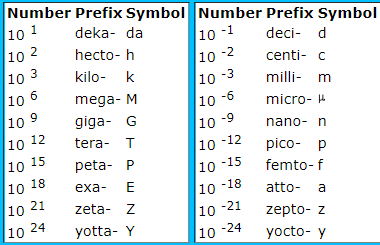 Number Prefix Symbol
10 1 deka- da
10 2 hecto- h
10 3 kilo- k
10 6 mega- M
10 9 giga- G
10 12 tera- T
10 15 peta- P
10 18 exa- E
10 21 zeta- Z
10 24 yotta- Y
Number Prefix Symbol
10 -1 deci- d
10 -2 centi- c
10 -3 milli- m
10 -6 micro- μ
10 -9 nano- n
10 -12 pico- p
10 -15 femto- f
10 -18 atto- a
10 -21 zepto- z
10 -24 yocto- y